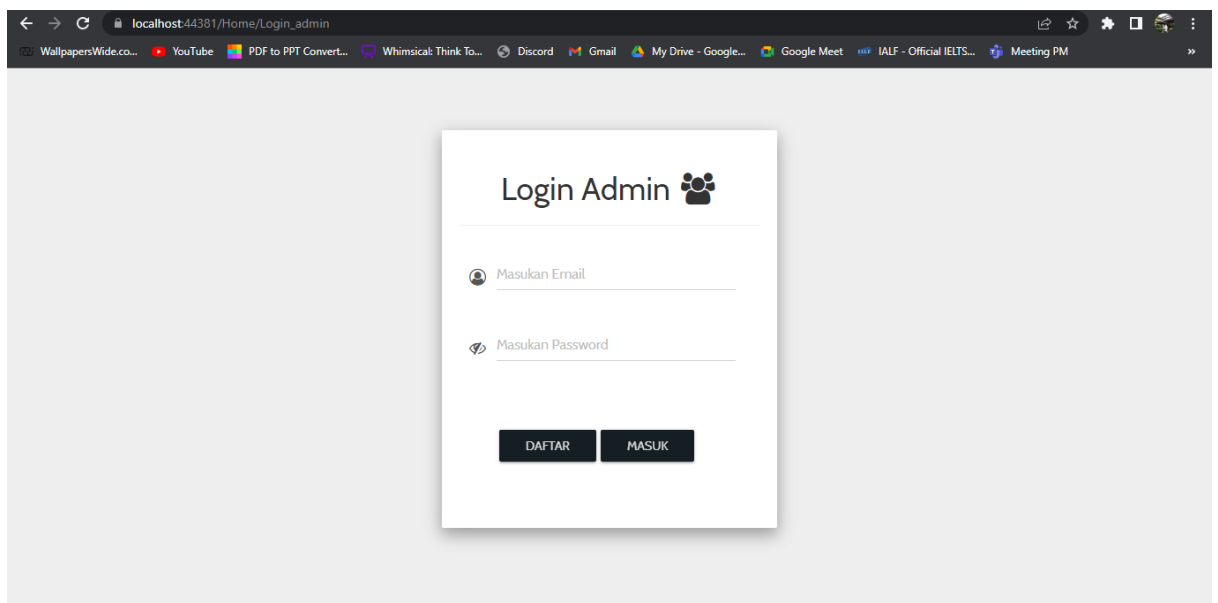 localhost:44381/Home/Login_admin
WallpapersWide.co... YouTube PDF to PPT Convert... Whimsical: Think To... Discord Gmail My Drive - Google... Google Meet IALF - Official IELTS... Meeting PM »
Login Admin
Masukan Email
Masukan Password
DAFTAR MASUK